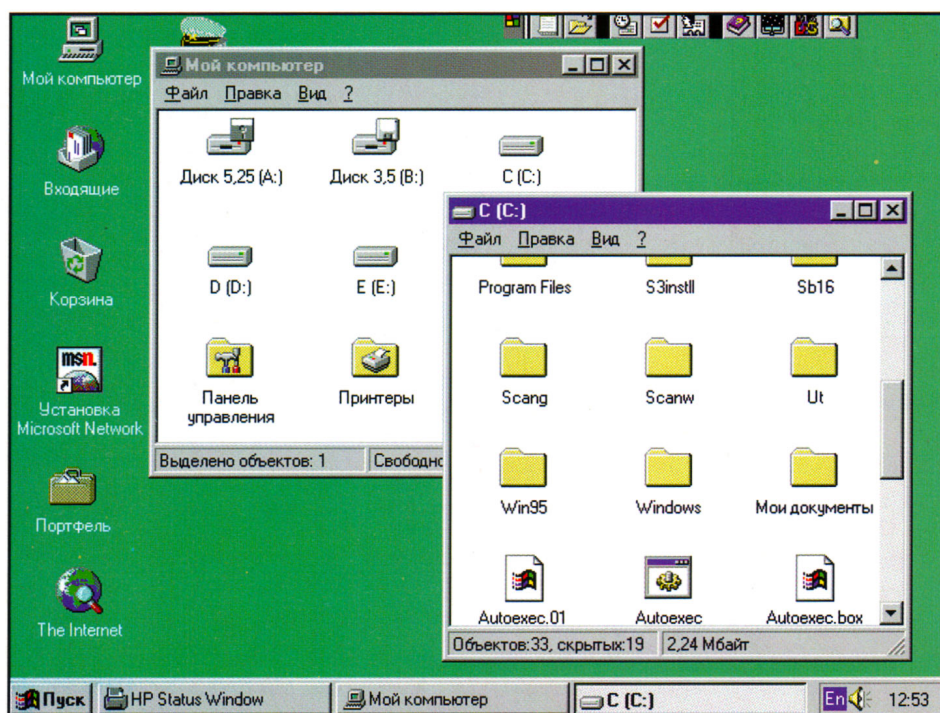 Мой компьютер
Входящие
Корзина
msn.
Установка
Microsoft Network
Портфель
The Internet
Мой компьютер
Файл Правка Вид ?
Диск 5,25 (A:) Диск 3,5 (B:) C (C:)
D (D:) E (E:)
Панель
управления
Принтеры
Выделено объектов: 1 Свободно
C (C:)
Файл Правка Вид ?
Program Files S3instll Sb16
Scang Scanw Ut
Win95 Windows Мои документы
Autoexec.01 Autoexec Autoexec.box
Объектов:33, скрытых:19 2,24 Мбайт
Пуск HP Status Window Мой компьютер C (C:) En 12:53